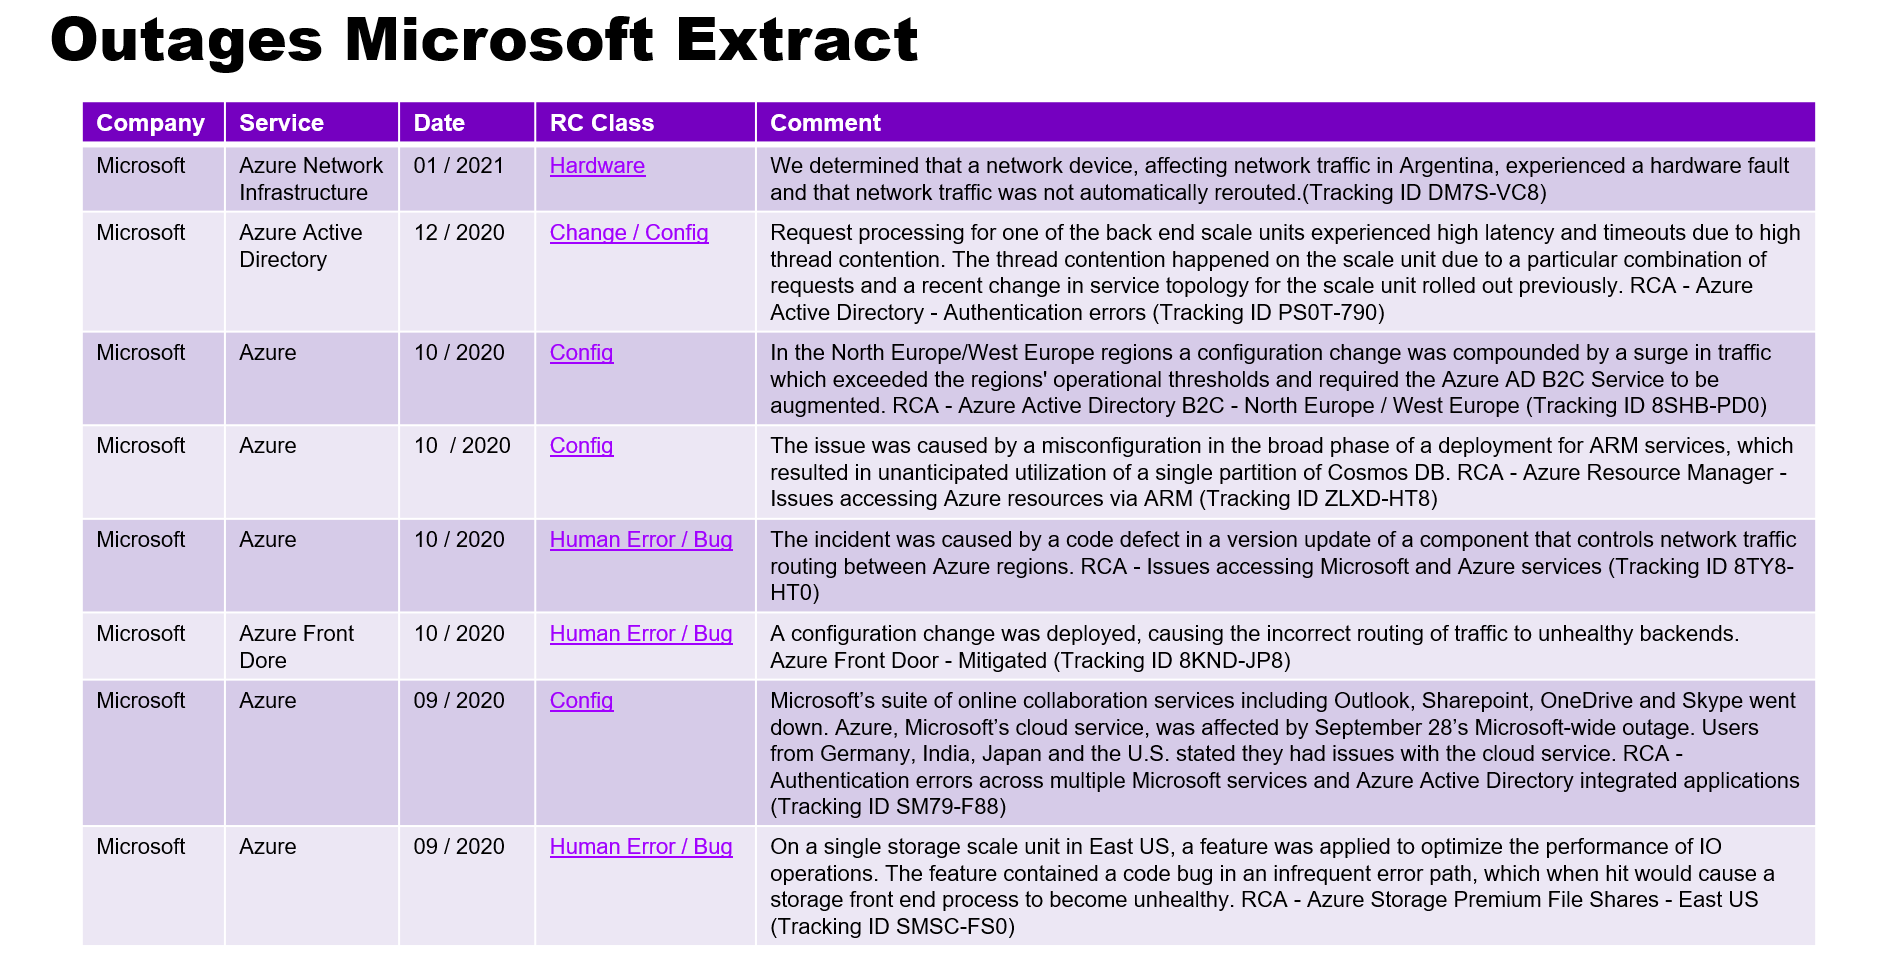 Outages Microsoft Extract
Company Service Date RC Class Comment
Microsoft Azure Network 01 / 2021 Hardware We determined that a network device, affecting network traffic in Argentina, experienced a hardware fault
Infrastructure and that network traffic was not automatically rerouted.(Tracking ID DM7S-VC8)
Microsoft Azure Active 12 / 2020 Change / Config Request processing for one of the back end scale units experienced high latency and timeouts due to high
Directory thread contention. The thread contention happened on the scale unit due to a particular combination of
requests and a recent change in service topology for the scale unit rolled out previously. RCA - Azure
Active Directory - Authentication errors (Tracking ID PS0T-790)
Microsoft Azure 10 / 2020 Config In the North Europe/West Europe regions a configuration change was compounded by a surge in traffic
which exceeded the regions' operational thresholds and required the Azure AD B2C Service to be
augmented. RCA - Azure Active Directory B2C - North Europe / West Europe (Tracking ID 8SHB-PD0)
Microsoft Azure 10  / 2020 Config The issue was caused by a misconfiguration in the broad phase of a deployment for ARM services, which
resulted in unanticipated utilization of a single partition of Cosmos DB. RCA - Azure Resource Manager -
Issues accessing Azure resources via ARM (Tracking ID ZLXD-HT8)
Microsoft Azure 10 / 2020 Human Error / Bug The incident was caused by a code defect in a version update of a component that controls network traffic
routing between Azure regions. RCA - Issues accessing Microsoft and Azure services (Tracking ID 8TY8-
HT0)
Microsoft Azure Front 10 / 2020 Human Error / Bug A configuration change was deployed, causing the incorrect routing of traffic to unhealthy backends.
Dore Azure Front Door - Mitigated (Tracking ID 8KND-JP8)
Microsoft Azure 09 / 2020 Config Microsoft’s suite of online collaboration services including Outlook, Sharepoint, OneDrive and Skype went
down. Azure, Microsoft’s cloud service, was affected by September 28’s Microsoft-wide outage. Users
from Germany, India, Japan and the U.S. stated they had issues with the cloud service. RCA -
Authentication errors across multiple Microsoft services and Azure Active Directory integrated applications
(Tracking ID SM79-F88)
Microsoft Azure 09 / 2020 Human Error / Bug On a single storage scale unit in East US, a feature was applied to optimize the performance of IO
operations. The feature contained a code bug in an infrequent error path, which when hit would cause a
storage front end process to become unhealthy. RCA - Azure Storage Premium File Shares - East US
(Tracking ID SMSC-FS0)